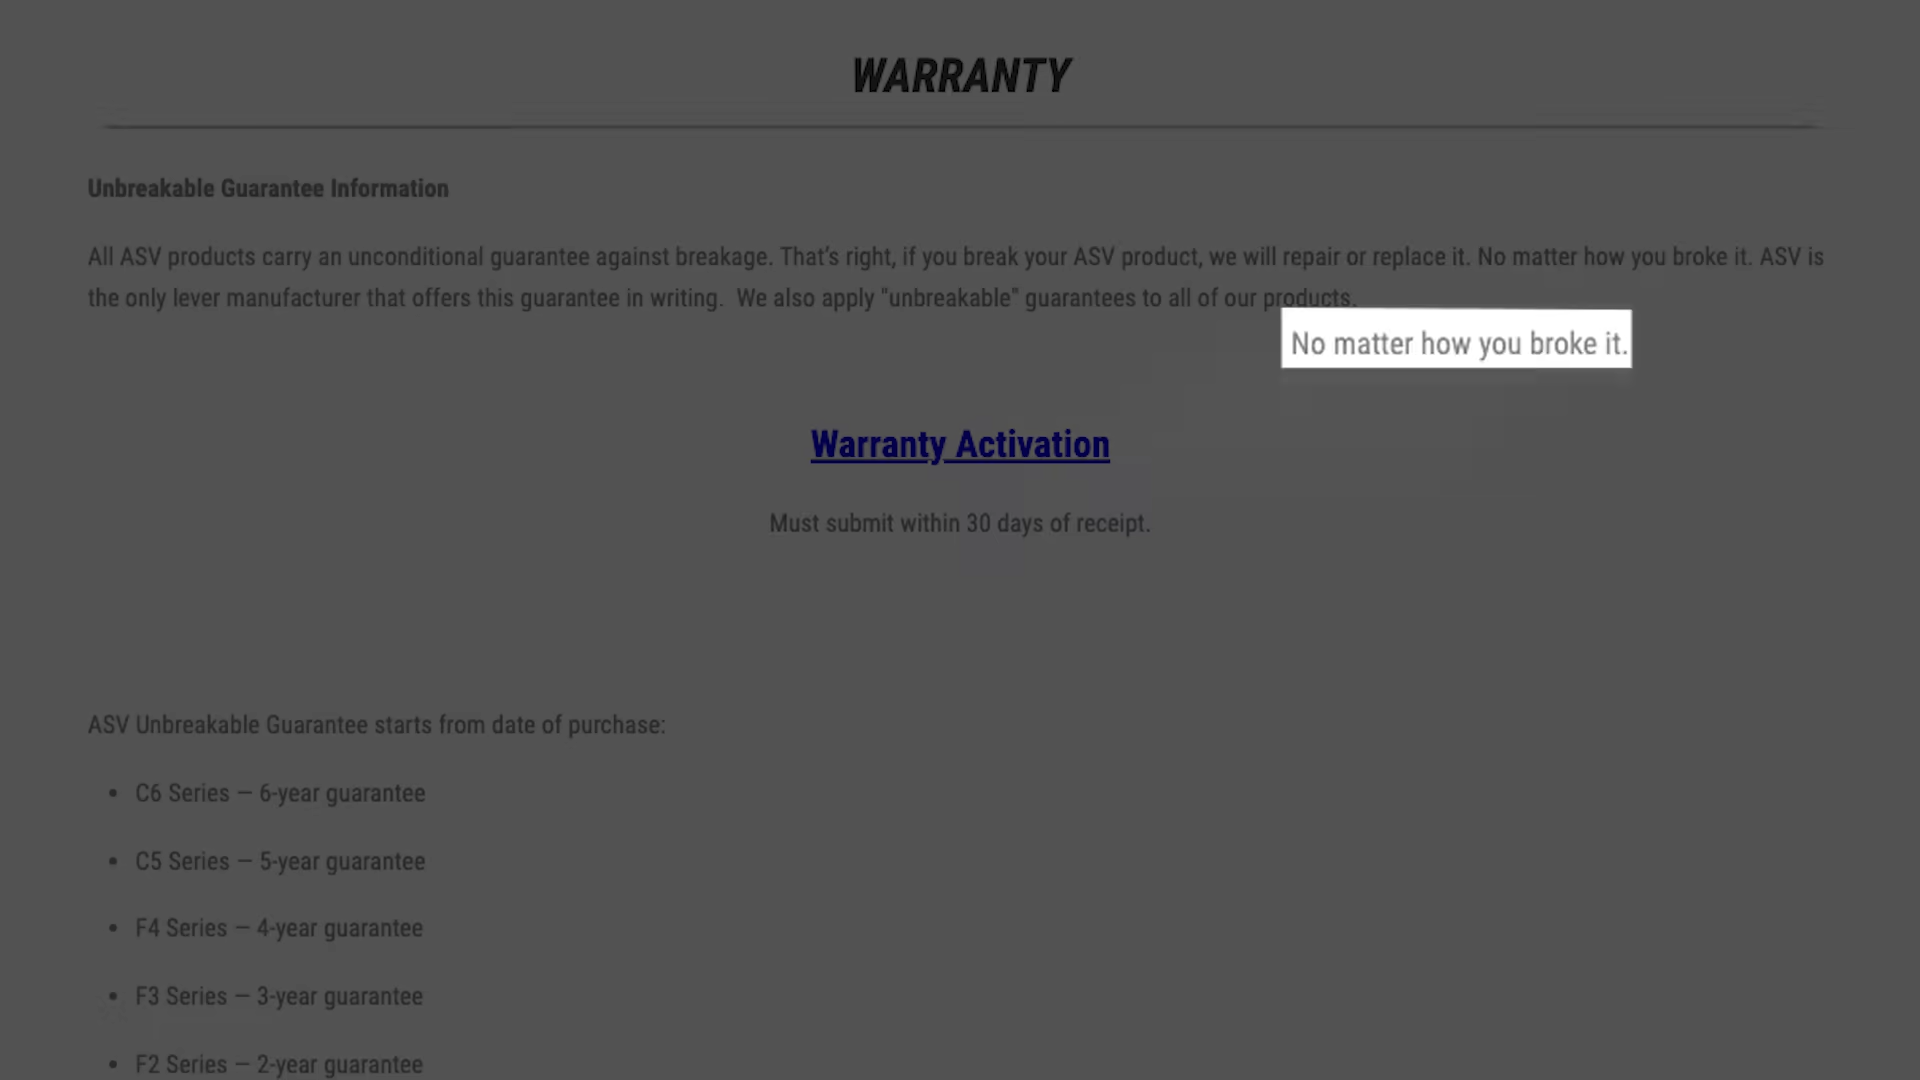 WARRANTY
Unbreakable Guarantee Information
All ASV products carry an unconditional guarantee against breakage. That's right, if you break your ASV product, we will repair or replace it. No matter how you broke it. ASV is
the only lever manufacturer that offers this guarantee in writing.  We also apply "unbreakable" guarantees to all of our products.
No matter how you broke it.
Warranty Activation
Must submit within 30 days of receipt.
ASV Unbreakable Guarantee starts from date of purchase:
• C6 Series – 6-year guarantee
• C5 Series – 5-year guarantee
• F4 Series – 4-year guarantee
• F3 Series – 3-year guarantee
• F2 Series – 2-year guarantee